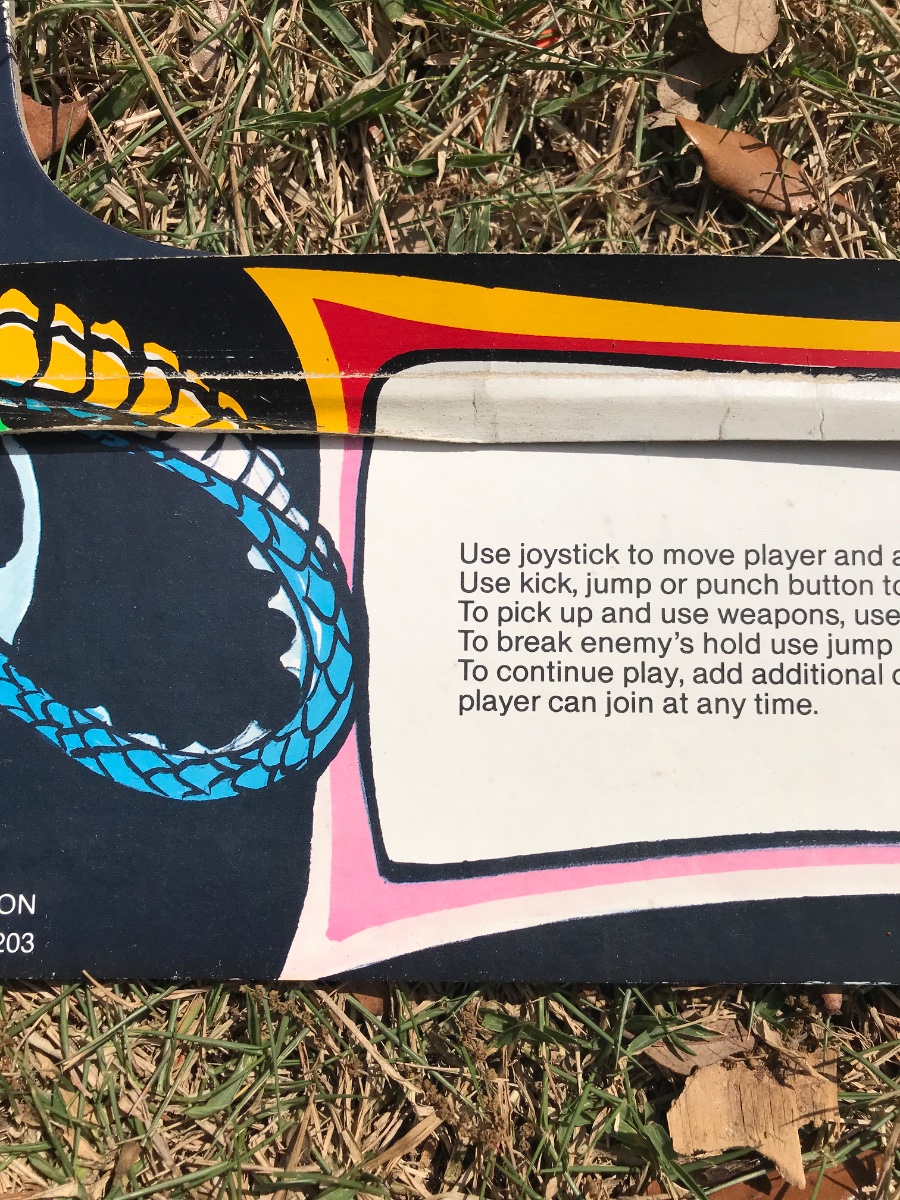 Use joystick to move player and a
Use kick, jump or punch button to
To pick up and use weapons, use
To break enemy's hold use jump
To continue play, add additional c
player can join at any time.
ON
203